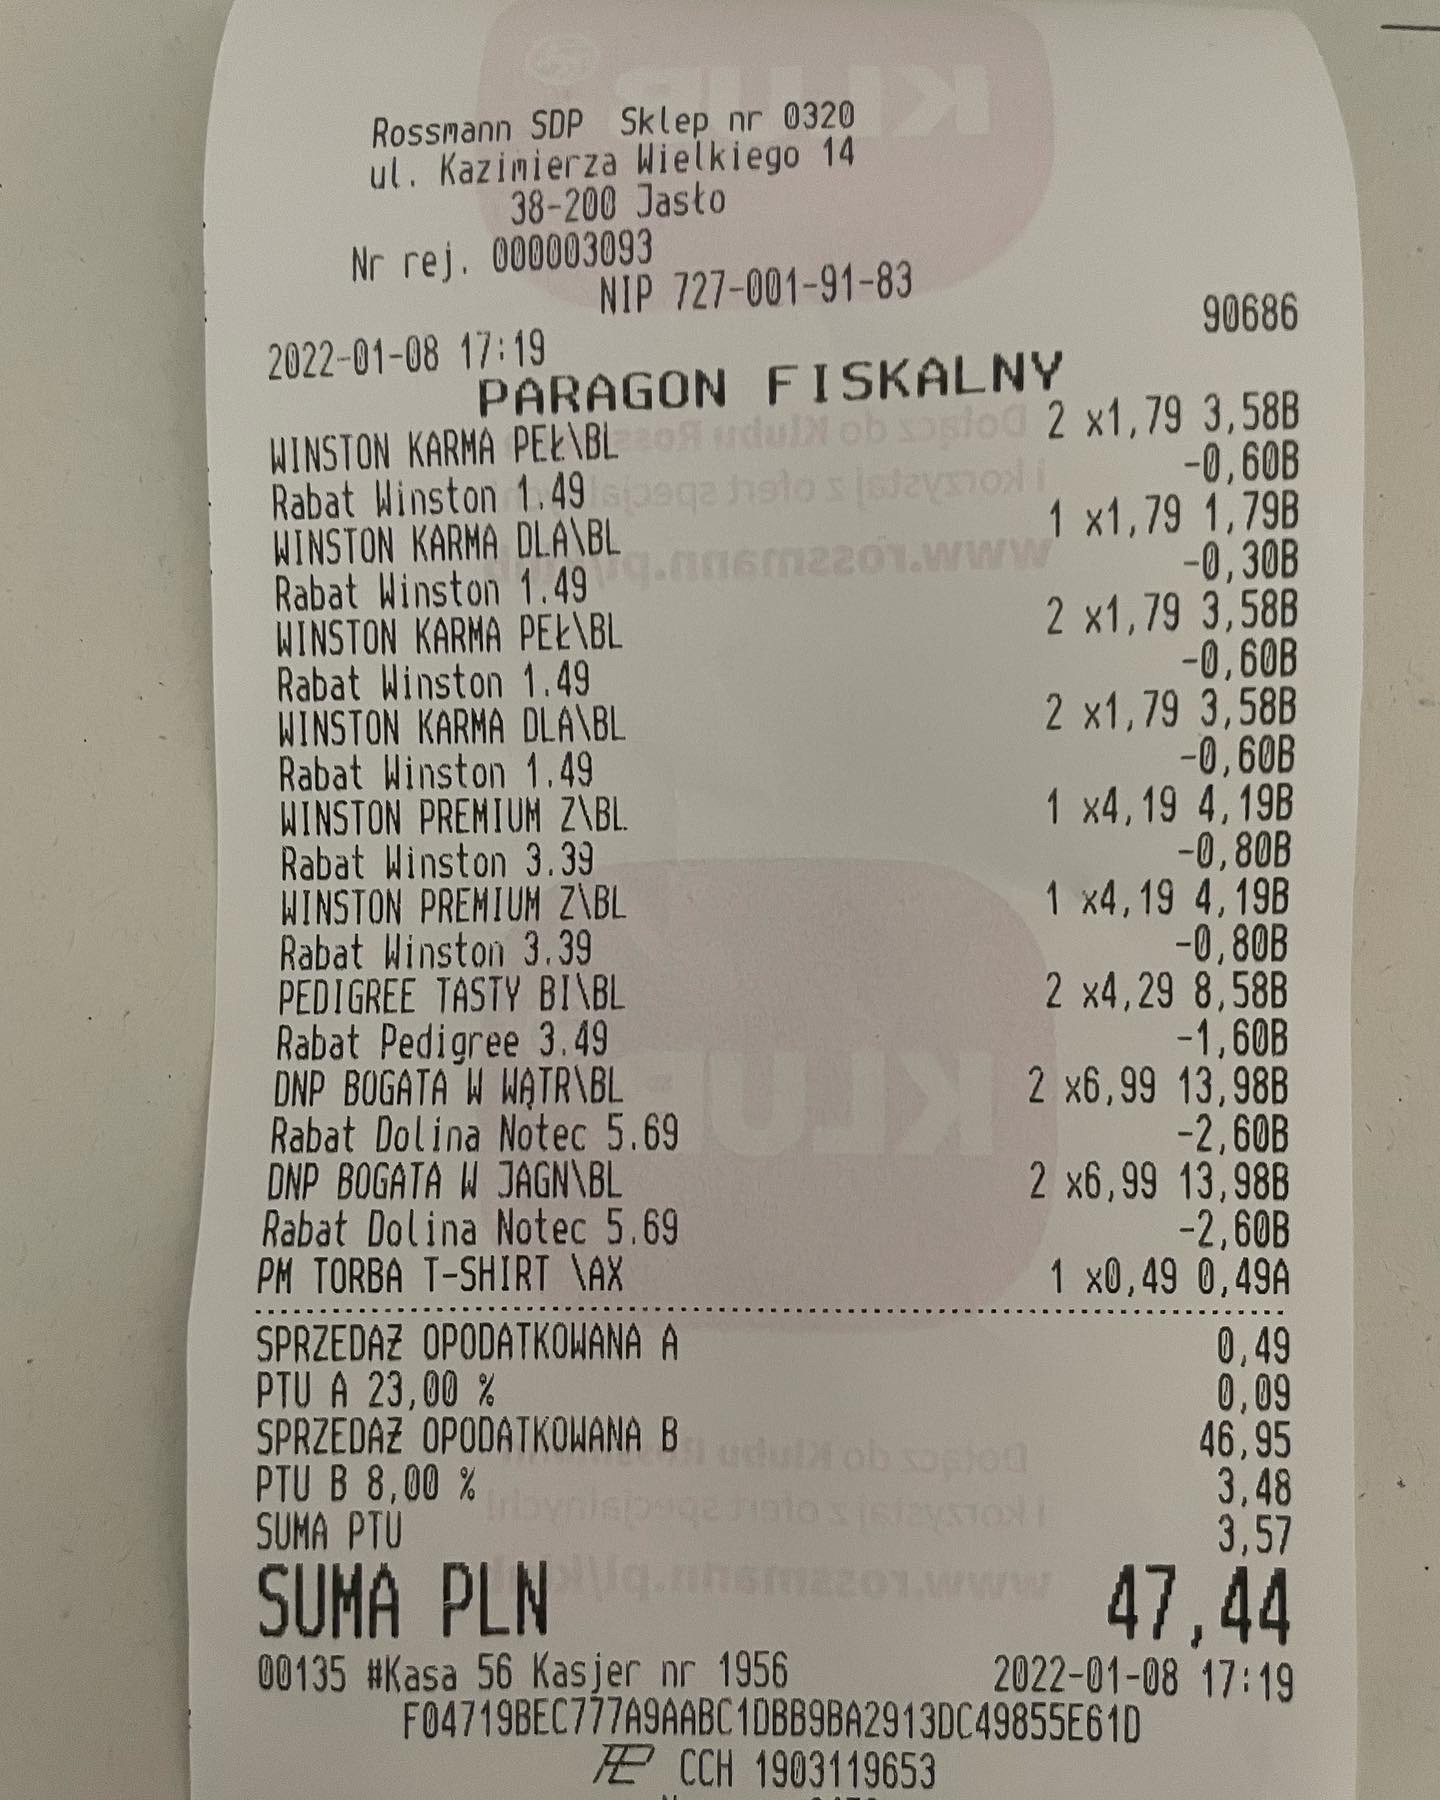 Rossmann SDP Sklep nr 0320
ul. Kazimierza Wielkiego 14
38-200 Jasło
Nr rej. 000003093
NIP 727-001-91-83
2022-01-08 17:19 90686
PARAGON FISKALNY
WINSTON KARMA PEŁ\BL 2 x1,79 3,58B
Rabat Winston 1.49 -0,60B
WINSTON KARMA DLA\BL 1 x1,79 1,79B
Rabat Winston 1.49 -0,30B
WINSTON KARMA PEŁ\BL 2 x1,79 3,58B
Rabat Winston 1.49 -0,60B
WINSTON KARMA DLA\BL 2 x1,79 3,58B
Rabat Winston 1.49 -0,60B
WINSTON PREMIUM Z\BL 1 x4,19 4,19B
Rabat Winston 3.39 -0,80B
WINSTON PREMIUM Z\BL 1 x4,19 4,19B
Rabat Winston 3.39 -0,80B
PEDIGREE TASTY BI\BL 2 x4,29 8,58B
Rabat Pedigree 3.49 -1,60B
DNP BOGATA W WĄTR\BL 2 x6,99 13,98B
Rabat Dolina Notec 5.69 -2,60B
DNP BOGATA W JAGN\BL 2 x6,99 13,98B
Rabat Dolina Notec 5.69 -2,60B
PM TORBA T-SHIRT \AX 1 x0,49 0,49A
SPRZEDAŻ OPODATKOWANA A 0,49
PTU A 23,00 % 0,09
SPRZEDAŻ OPODATKOWANA B 46,95
PTU B 8,00 % 3,48
SUMA PTU 3,57
SUMA PLN 47,44
00135 #Kasa 56 Kasjer nr 1956 2022-01-08 17:19
F04719BEC777A9AABC1DBB9BA2913DC49855E61D
CCH 1903119653